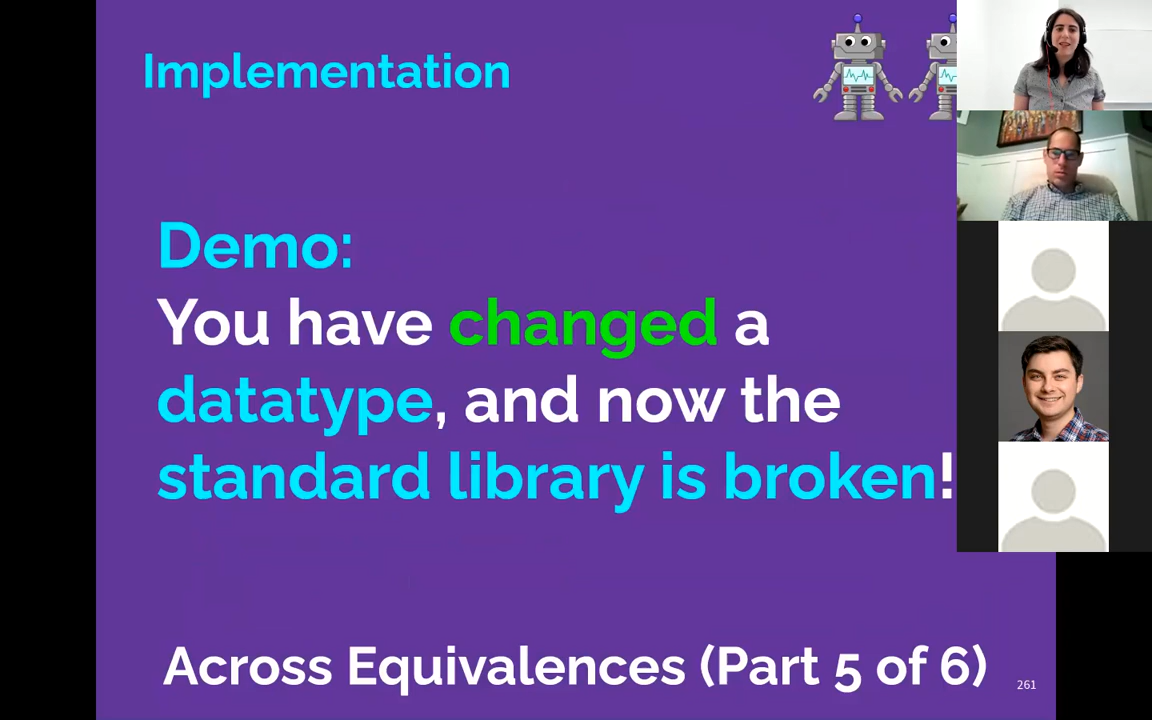 Implementation
Demo:
You have changed a
datatype, and now the
standard library is broken!
Across Equivalences (Part 5 of 6)
261